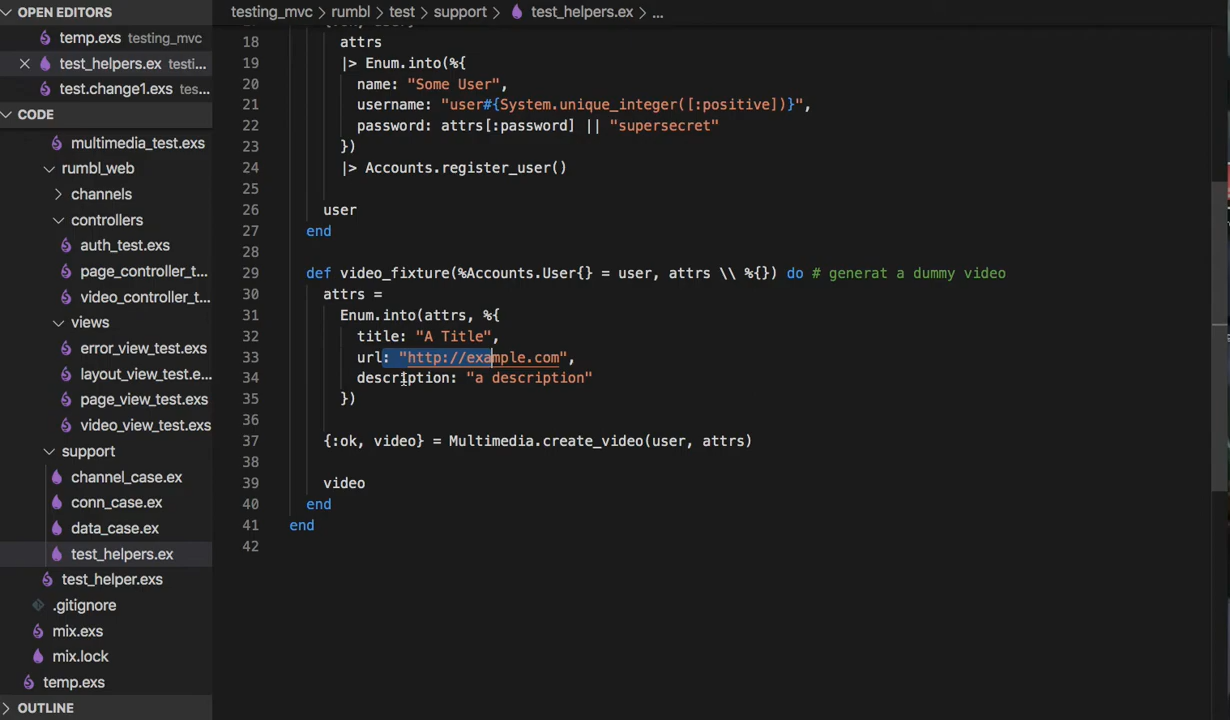 OPEN EDITORS
temp.exs testing_mvc
test_helpers.ex testi...
test.change1.exs tes...
CODE
multimedia_test.exs
rumbl_web
channels
controllers
auth_test.exs
page_controller_t...
video_controller_t...
views
error_view_test.exs
layout_view_test.e...
page_view_test.exs
video_view_test.exs
support
channel_case.ex
conn_case.ex
data_case.ex
test_helpers.ex
test_helper.exs
.gitignore
mix.exs
mix.lock
temp.exs
OUTLINE
testing_mvc > rumbl > test > support > test_helpers.ex > ...
18 attrs
19 |> Enum.into(%{
20 name: "Some User",
21 username: "user#{System.unique_integer([:positive])}",
22 password: attrs[:password] || "supersecret"
23 })
24 |> Accounts.register_user()
25
26 user
27 end
28
29 def video_fixture(%Accounts.User{} = user, attrs \\ %{}) do # generat a dummy video
30 attrs =
31 Enum.into(attrs, %{
32 title: "A Title",
33 url: "http://example.com",
34 description: "a description"
35 })
36
37 {:ok, video} = Multimedia.create_video(user, attrs)
38
39 video
40 end
41 end
42